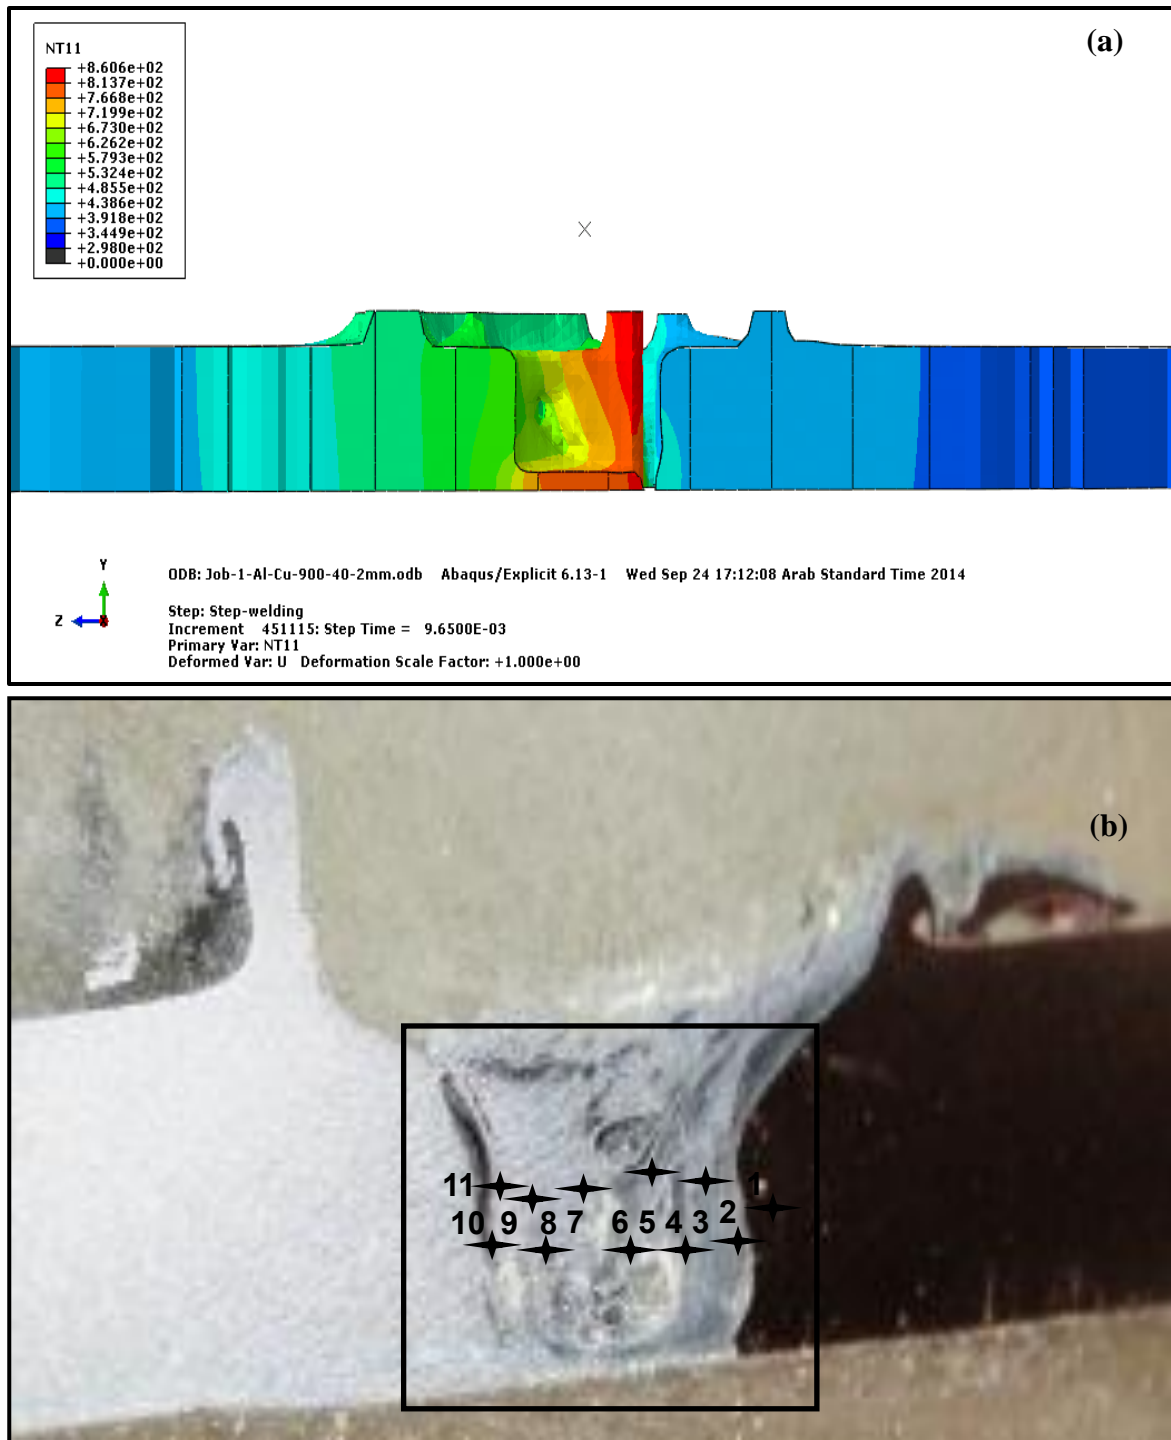 (a)
NT11
+8.606e+02
+8.137e+02
+7.668e+02
+7.199e+02
+6.730e+02
+6.262e+02
+5.793e+02
+5.324e+02
+4.855e+02
+4.386e+02
+3.918e+02
+3.449e+02
+2.980e+02
+0.000e+00
X
Y
Z
ODB: Job-1-Al-Cu-900-40-2mm.odb Abaqus/Explicit 6.13-1 Wed Sep 24 17:12:08 Arab Standard Time 2014
Step: Step-welding
Increment 451115: Step Time = 9.6500E-03
Primary Var: NT11
Deformed Var: U Deformation Scale Factor: +1.000e+00
(b)
11 1
10 9 8 7 6 5 4 3 2